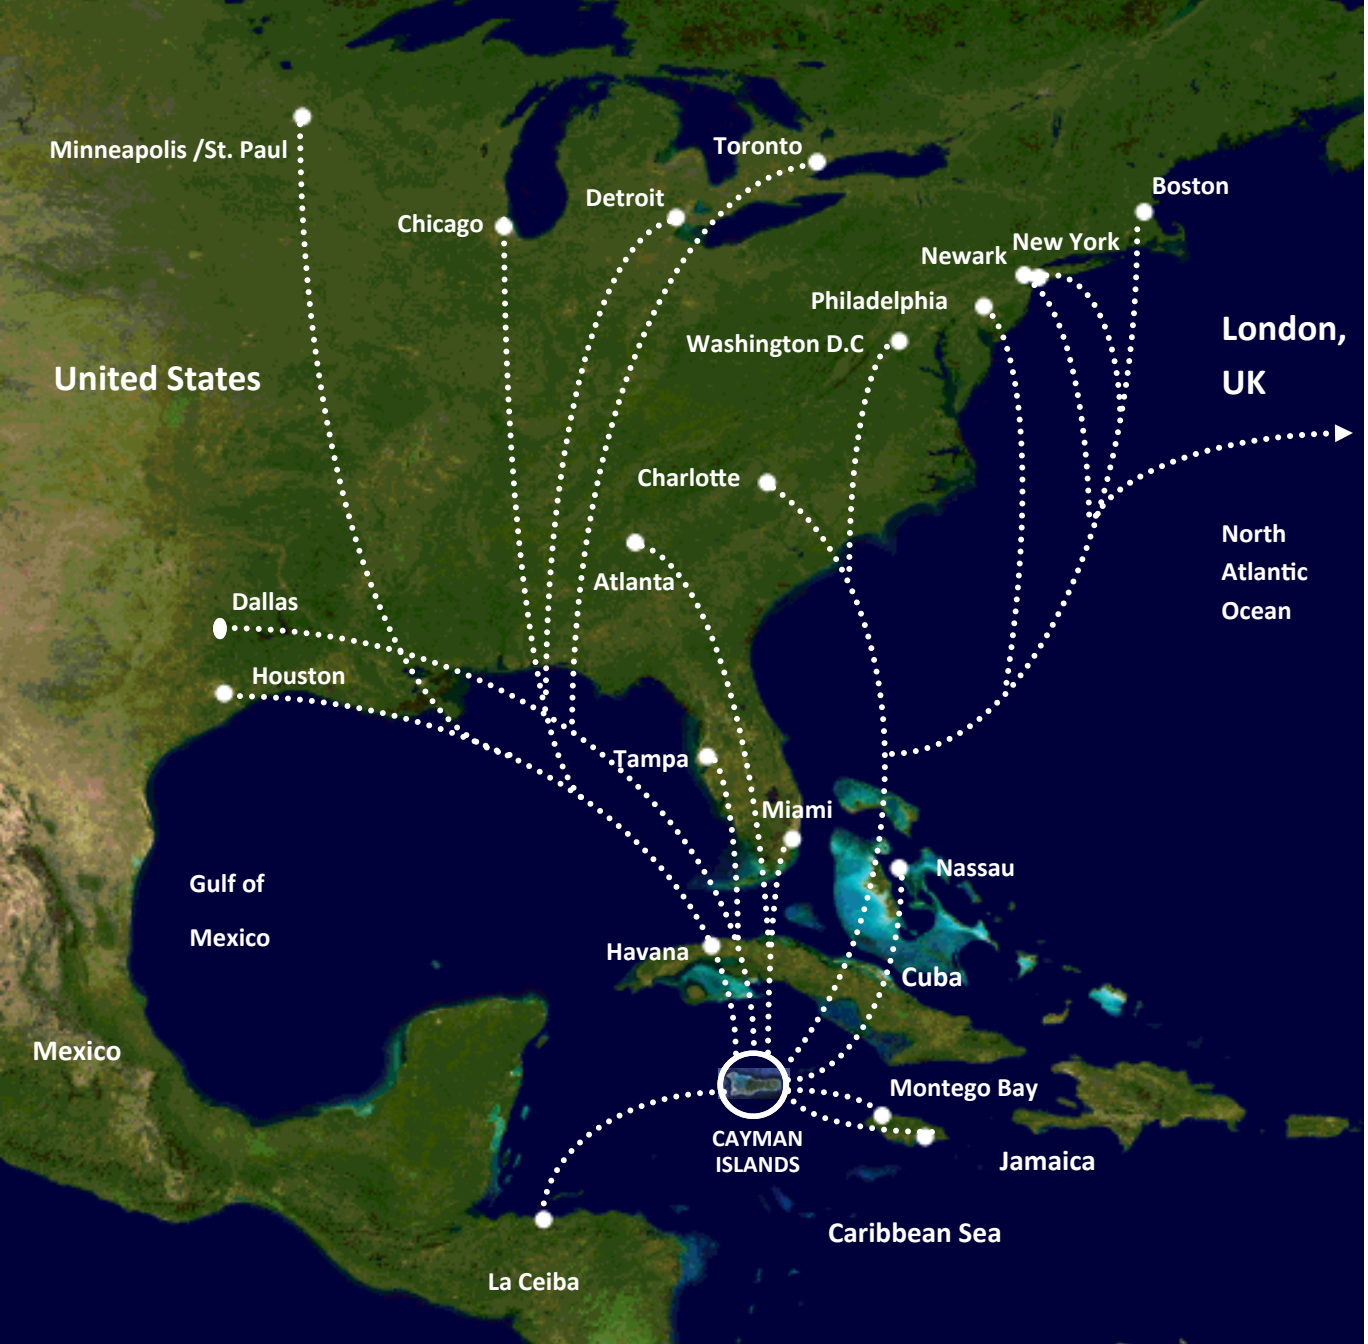 Minneapolis /St. Paul
Toronto
Boston
Detroit
Chicago
New York
Newark
Philadelphia
Washington D.C
London,
UK
United States
Charlotte
North
Atlantic
Ocean
Atlanta
Dallas
Houston
Tampa
Miami
Nassau
Gulf of
Mexico
Havana
Cuba
Mexico
Montego Bay
CAYMAN
ISLANDS
Jamaica
Caribbean Sea
La Ceiba